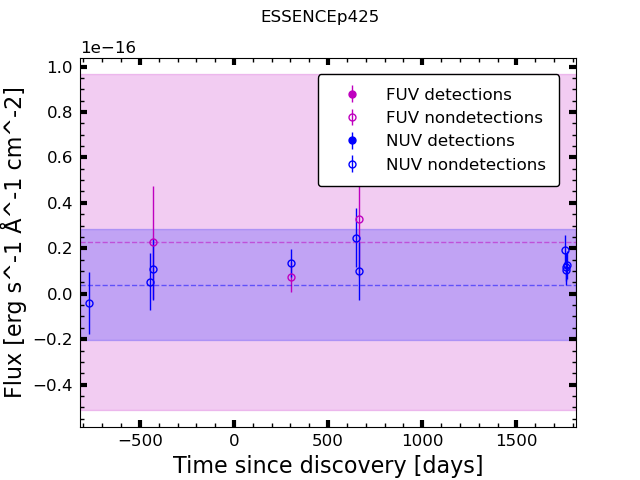 ESSENCEp425
1e−16
1.0
0.8
0.6
0.4
0.2
0.0
−0.2
−0.4
Flux [erg s^-1 Å^-1 cm^-2]
FUV detections
FUV nondetections
NUV detections
NUV nondetections
−500 0 500 1000 1500
Time since discovery [days]